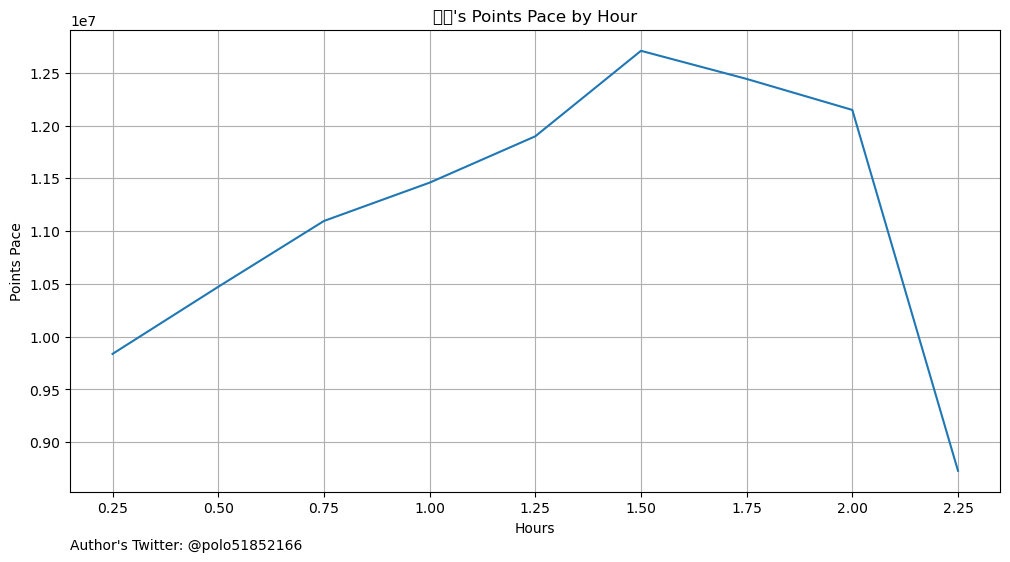 1e7
's Points Pace by Hour
Points Pace
1.25
1.20
1.15
1.10
1.05
1.00
0.95
0.90
0.25 0.50 0.75 1.00 1.25 1.50 1.75 2.00 2.25
Hours
Author's Twitter: @polo51852166